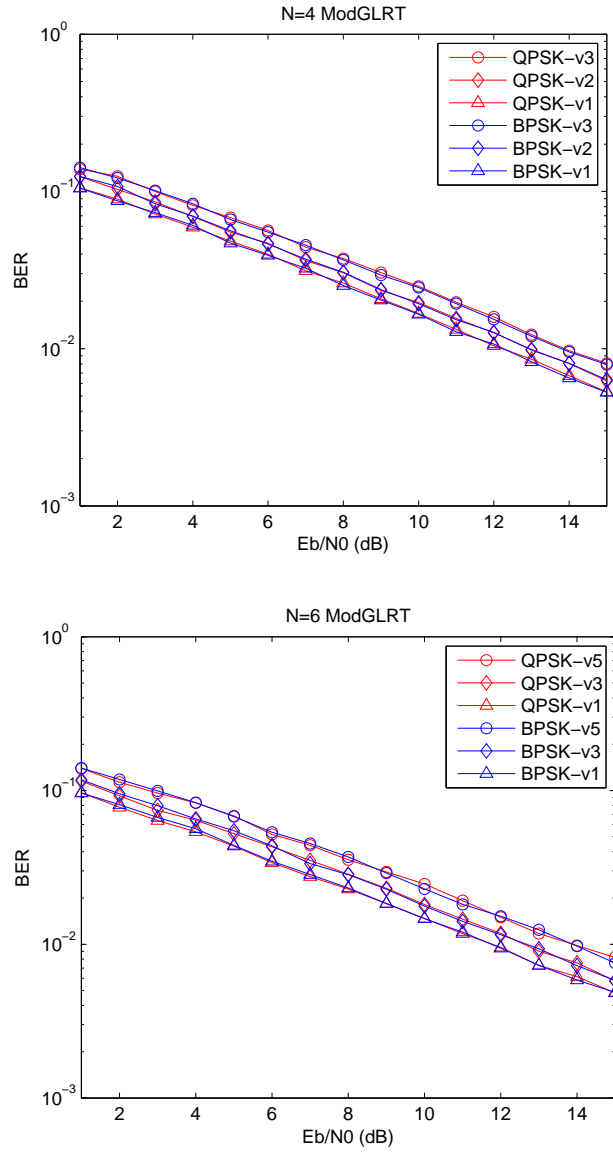 N=4 ModGLRT
10^0
10^−1
10^−2
10^−3
BER
QPSK−v3
QPSK−v2
QPSK−v1
BPSK−v3
BPSK−v2
BPSK−v1
2 4 6 8 10 12 14
Eb/N0 (dB)
N=6 ModGLRT
10^0
10^−1
10^−2
10^−3
BER
QPSK−v5
QPSK−v3
QPSK−v1
BPSK−v5
BPSK−v3
BPSK−v1
2 4 6 8 10 12 14
Eb/N0 (dB)